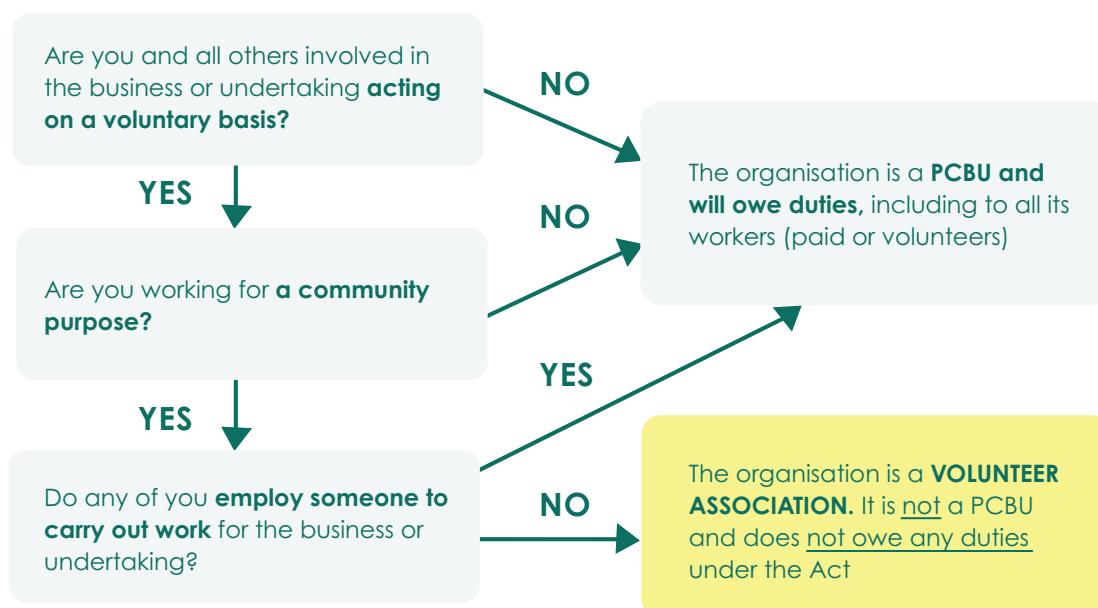 Are you and all others involved in
the business or undertaking acting
on a voluntary basis?
NO
YES
The organisation is a PCBU and
will owe duties, including to all its
workers (paid or volunteers)
NO
Are you working for a community
purpose?
YES
YES
Do any of you employ someone to
carry out work for the business or
undertaking?
NO
The organisation is a VOLUNTEER
ASSOCIATION. It is not a PCBU
and does not owe any duties
under the Act